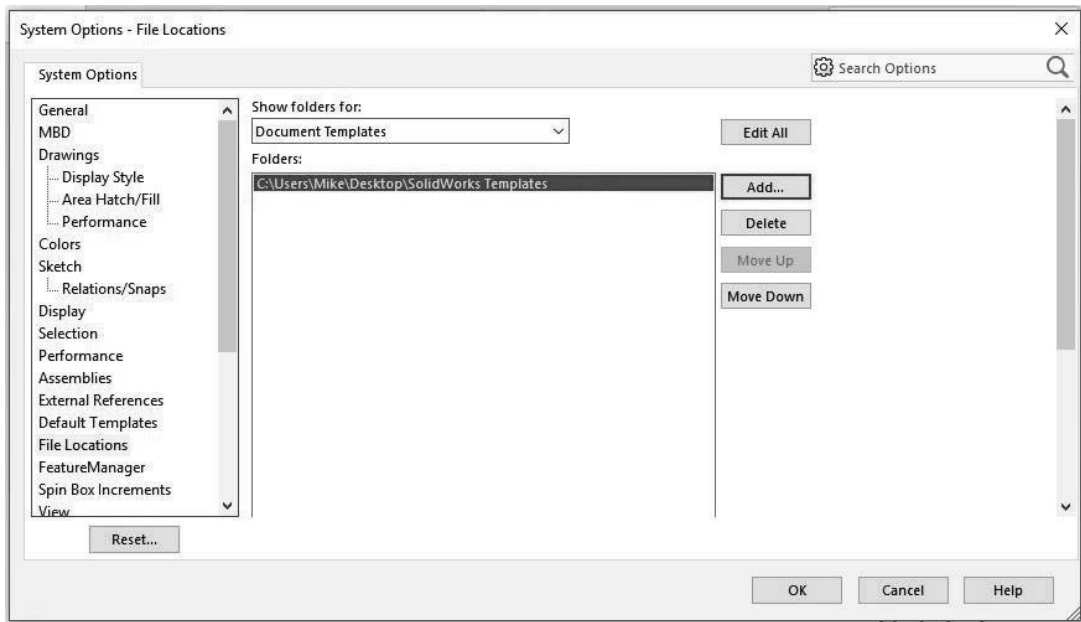 System Options - File Locations
System Options
Search Options
General
MBD
Drawings
Display Style
Area Hatch/Fill
Performance
Colors
Sketch
Relations/Snaps
Display
Selection
Performance
Assemblies
External References
Default Templates
File Locations
FeatureManager
Spin Box Increments
View
Reset...
Show folders for:
Document Templates
Folders:
C:\Users\Mike\Desktop\SolidWorks Templates
Edit All
Add...
Delete
Move Up
Move Down
OK
Cancel
Help